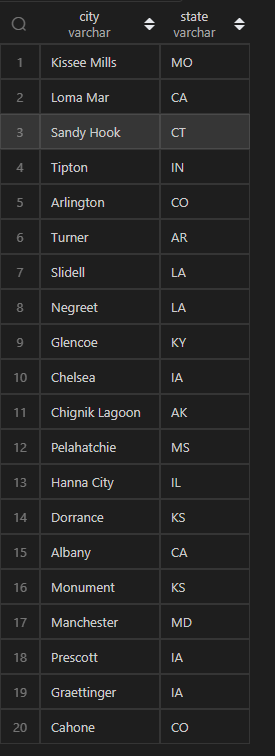 city state
varchar varchar
1 Kissee Mills MO
2 Loma Mar CA
3 Sandy Hook CT
4 Tipton IN
5 Arlington CO
6 Turner AR
7 Slidell LA
8 Negreet LA
9 Glencoe KY
10 Chelsea IA
11 Chignik Lagoon AK
12 Pelahatchie MS
13 Hanna City IL
14 Dorrance KS
15 Albany CA
16 Monument KS
17 Manchester MD
18 Prescott IA
19 Graettinger IA
20 Cahone CO